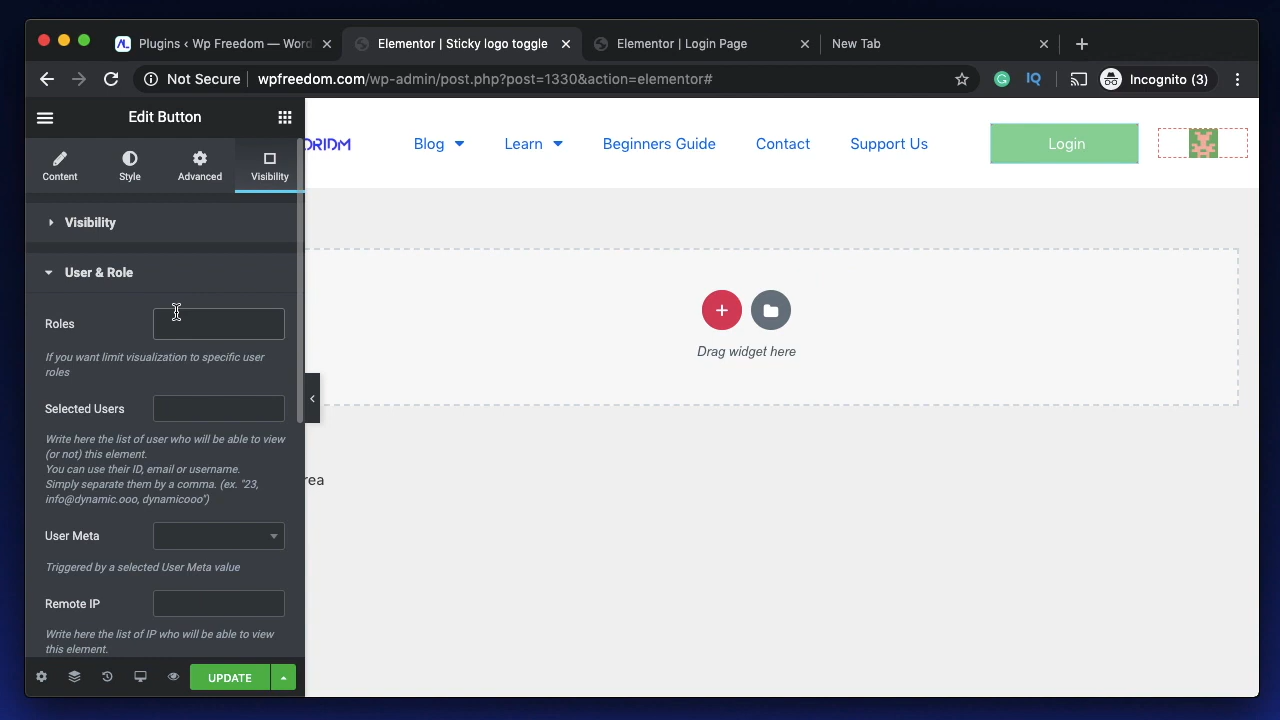 Plugins ‹ Wp Freedom — Word
Elementor | Sticky logo toggle
Elementor | Login Page
New Tab
Not Secure
wpfreedom.com/wp-admin/post.php?post=1330&action=elementor#
IQ
Incognito (3)
Edit Button
Content
Style
Advanced
Visibility
ORIDM
Blog
Learn
Beginners Guide
Contact
Support Us
Login
Visibility
User & Role
Roles
If you want limit visualization to specific user
roles
Selected Users
Write here the list of user who will be able to view
(or not) this element.
You can use their ID, email or username.
Simply separate them by a comma. (ex. "23,
info@dynamic.ooo, dynamicooo")
User Meta
Triggered by a selected User Meta value
Remote IP
Write here the list of IP who will be able to view
this element.
UPDATE
Drag widget here
rea